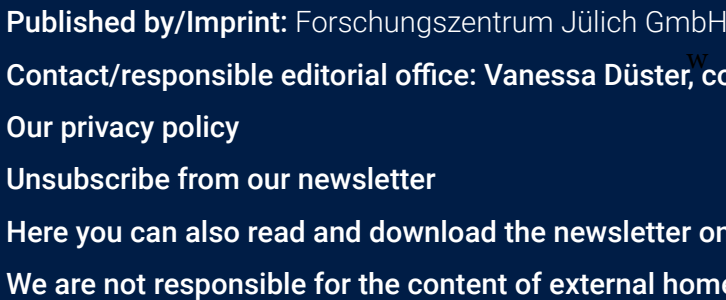 Published by/Imprint: Forschungszentrum Jülich GmbH
w
Contact/responsible editorial office: Vanessa Düster,
Our privacy policy
Unsubscribe from our newsletter
Here you can also read and download the newsletter
We are not responsible for the content of external